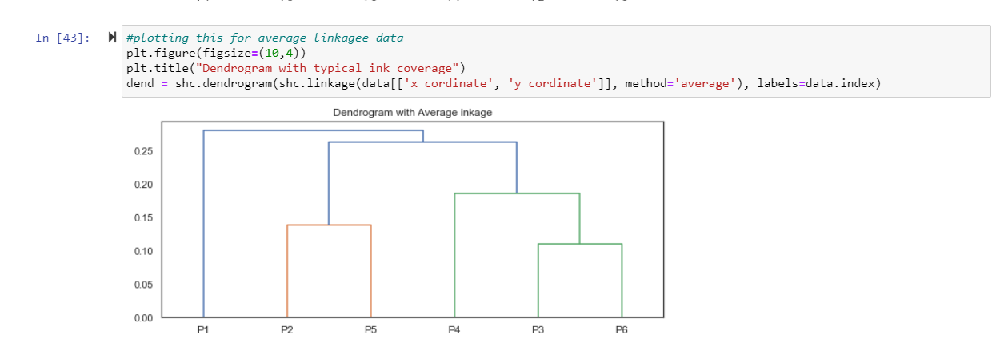 In [43]:
#plotting this for average linkagee data
plt.figure(figsize=(10,4))
plt.title("Dendrogram with typical ink coverage")
dend = shc.dendrogram(shc.linkage(data[['x cordinate', 'y cordinate']], method='average'), labels=data.index)
Dendrogram with Average inkage
0.25
0.20
0.15
0.10
0.05
0.00
P1 P2 P5 P4 P3 P6